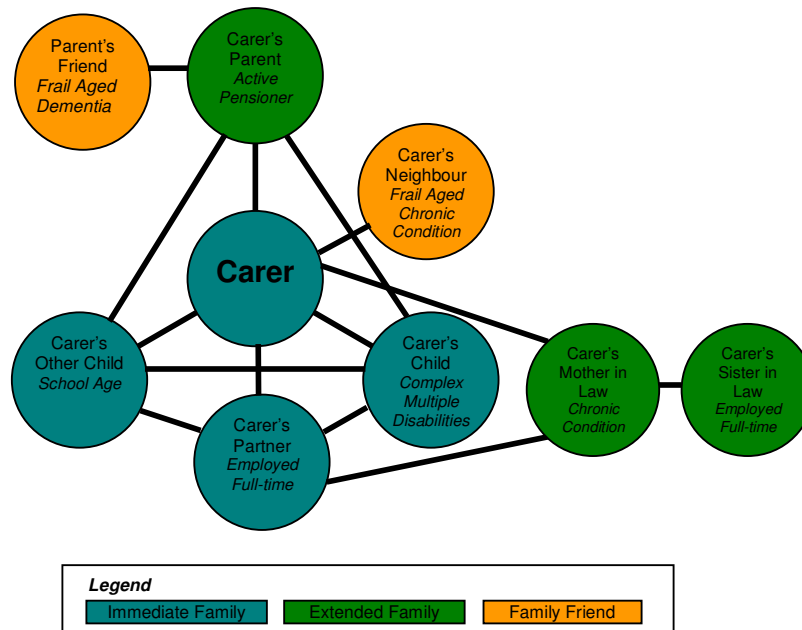 Parent's
Friend
Frail Aged
Dementia
Carer's
Parent
Active
Pensioner
Carer's
Neighbour
Frail Aged
Chronic
Condition
Carer
Carer's
Other Child
School Age
Carer's
Child
Complex
Multiple
Disabilities
Carer's
Partner
Employed
Full-time
Carer's
Mother in
Law
Chronic
Condition
Carer's
Sister in
Law
Employed
Full-time
Legend
Immediate Family
Extended Family
Family Friend